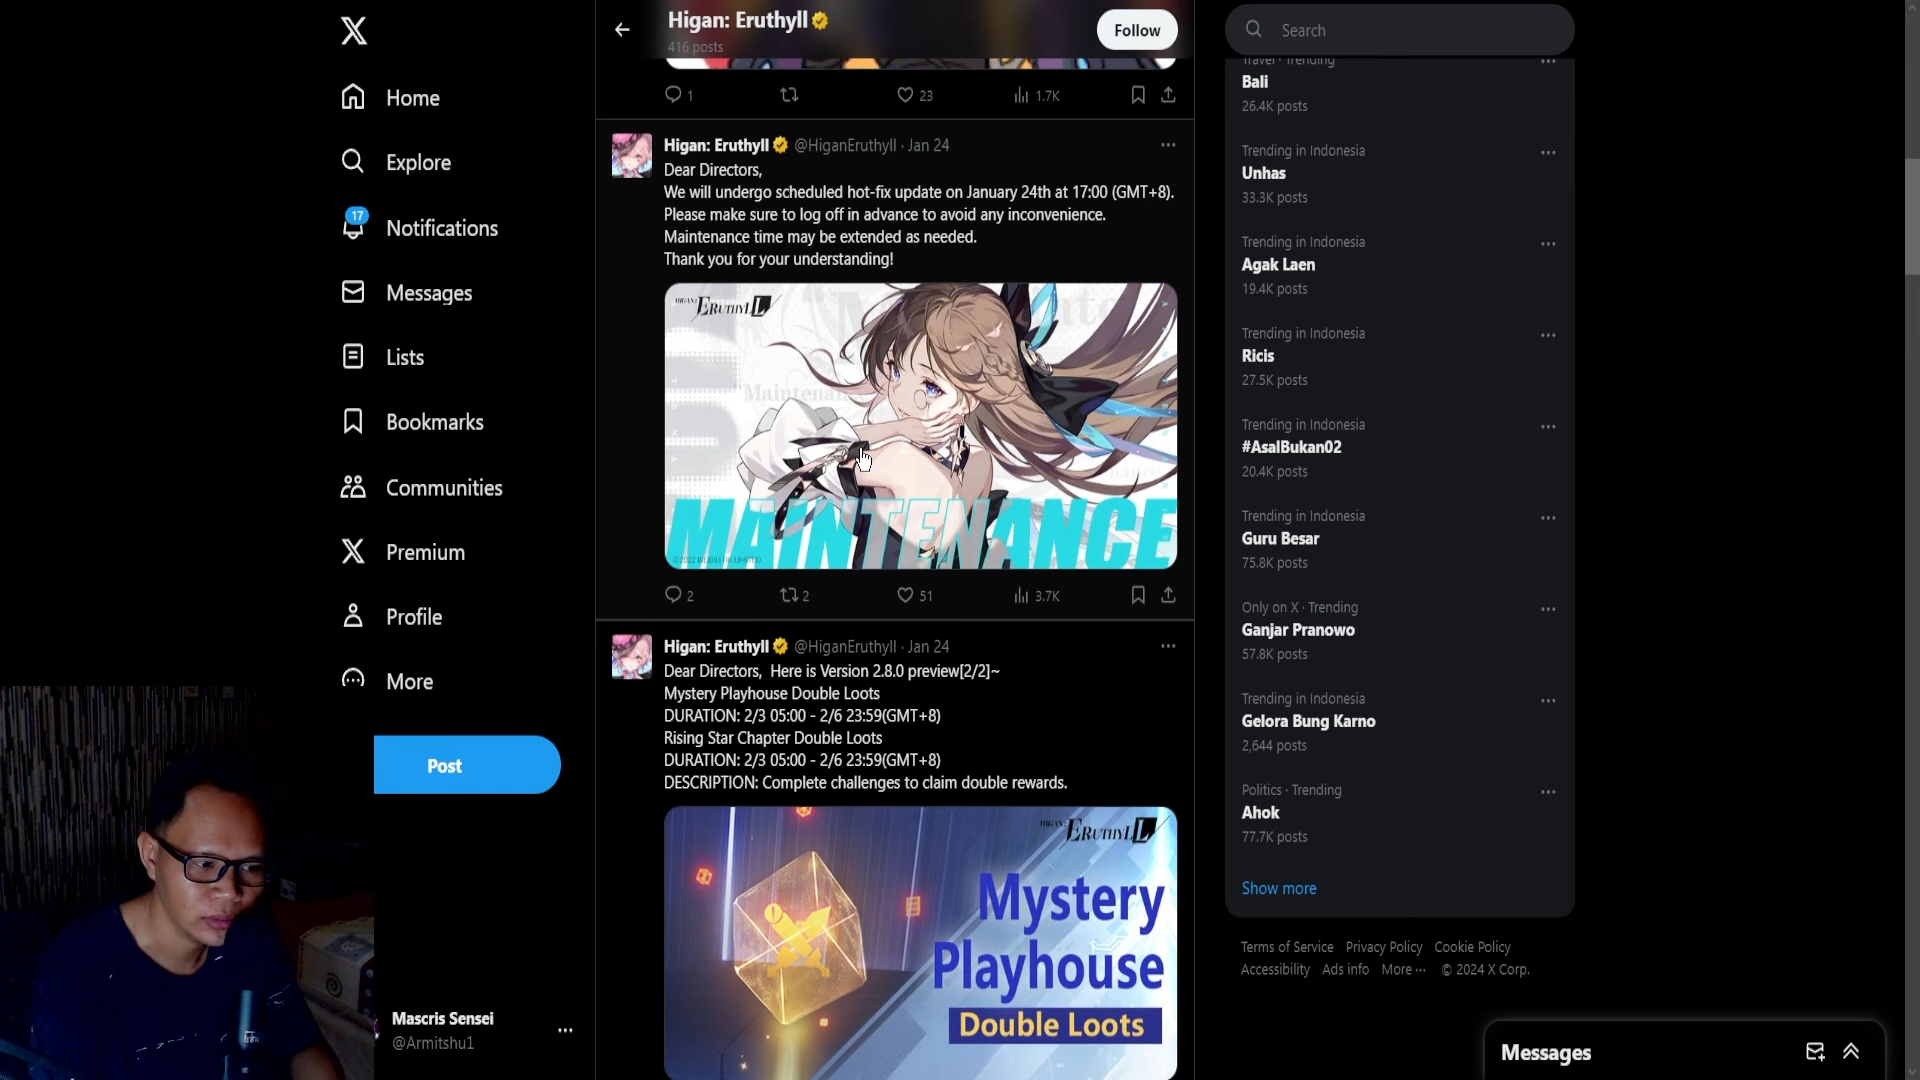 Home
Explore
17
Notifications
Messages
Lists
Bookmarks
Communities
Premium
Profile
More
Post
Mascris Sensei
@Armitshu1
Higan: Eruthyll
416 posts
Follow
1
23
1.7K
Higan: Eruthyll @HiganEruthyll · Jan 24
Dear Directors,
We will undergo scheduled hot-fix update on January 24th at 17:00 (GMT+8).
Please make sure to log off in advance to avoid any inconvenience.
Maintenance time may be extended as needed.
Thank you for your understanding!
HIGAN: ERUTHYLL
Maintenan
MAINTENANCE
©2022 BILIBILI HK LIMITED
2
2
51
3.7K
Higan: Eruthyll @HiganEruthyll · Jan 24
Dear Directors, Here is Version 2.8.0 preview[2/2]~
Mystery Playhouse Double Loots
DURATION: 2/3 05:00 - 2/6 23:59(GMT+8)
Rising Star Chapter Double Loots
DURATION: 2/3 05:00 - 2/6 23:59(GMT+8)
DESCRIPTION: Complete challenges to claim double rewards.
HIGAN: ERUTHYLL
Mystery
Playhouse
Double Loots
Search
Travel · Trending
Bali
26.4K posts
Trending in Indonesia
Unhas
33.3K posts
Trending in Indonesia
Agak Laen
19.4K posts
Trending in Indonesia
Ricis
27.5K posts
Trending in Indonesia
#AsalBukan02
20.4K posts
Trending in Indonesia
Guru Besar
75.8K posts
Only on X · Trending
Ganjar Pranowo
57.8K posts
Trending in Indonesia
Gelora Bung Karno
2,644 posts
Politics · Trending
Ahok
77.7K posts
Show more
Terms of Service Privacy Policy Cookie Policy
Accessibility Ads info More ··· © 2024 X Corp.
Messages